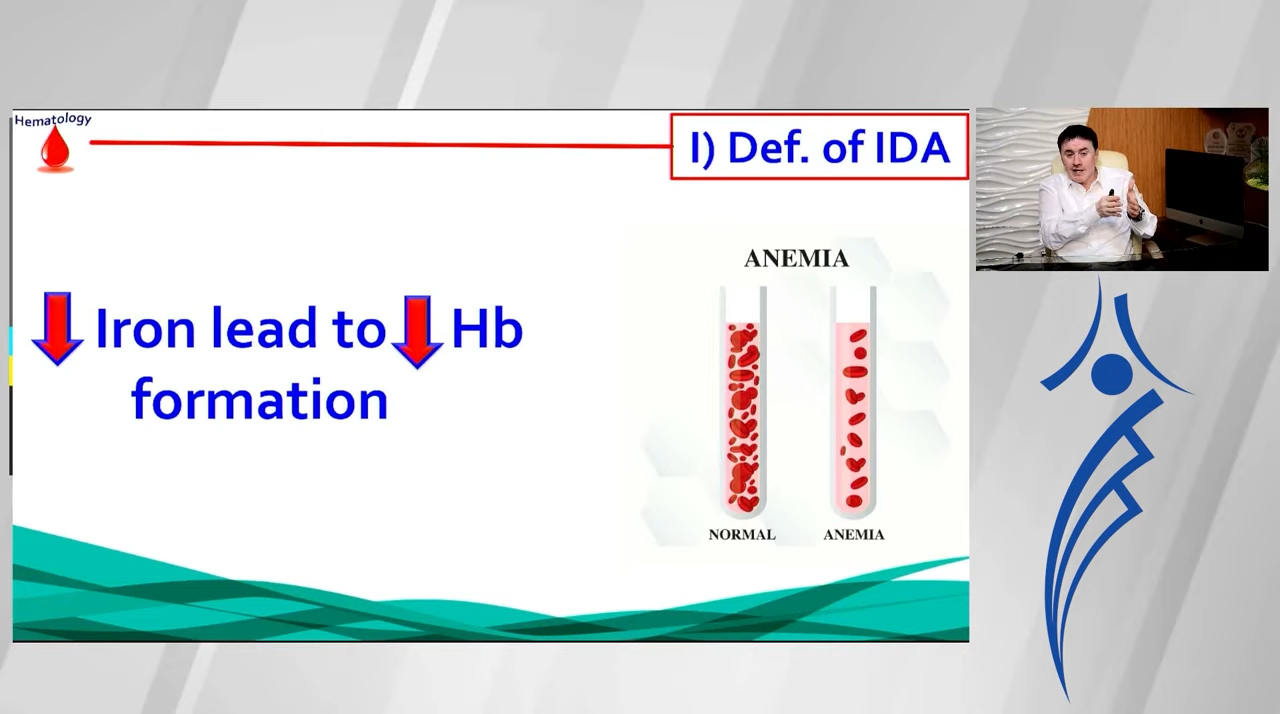 Hematology
I) Def. of IDA
ANEMIA
Iron lead to Hb
formation
NORMAL ANEMIA